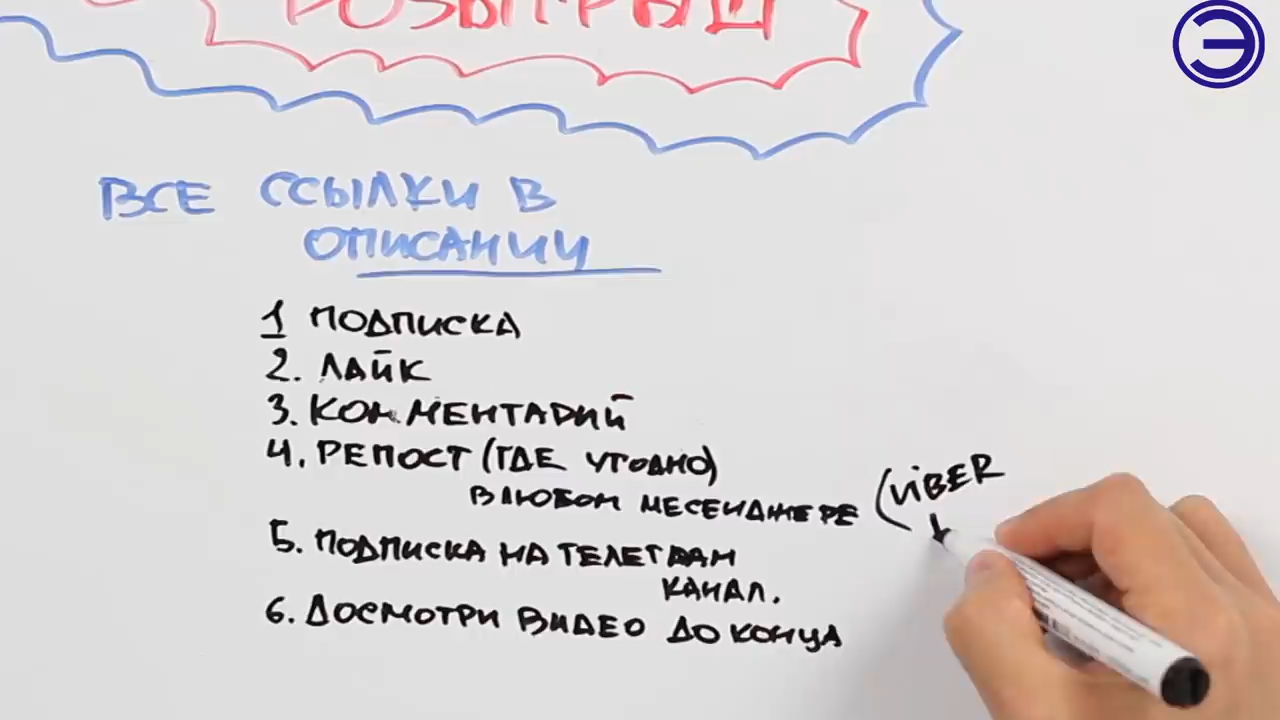 РОЗЫГРЫШ
Э
ВСЕ ССЫЛКИ В
ОПИСАНИИ
1 ПОДПИСКА
2. ЛАЙК
3. КОММЕНТАРИЙ
4. РЕПОСТ (ГДЕ УГОДНО)
В ЛЮБОМ МЕСЕНДЖЕРЕ (VIBER
5. ПОДПИСКА НА ТЕЛЕГРАМ
КАНАЛ.
6. ДОСМОТРИ ВИДЕО ДО КОНЦА